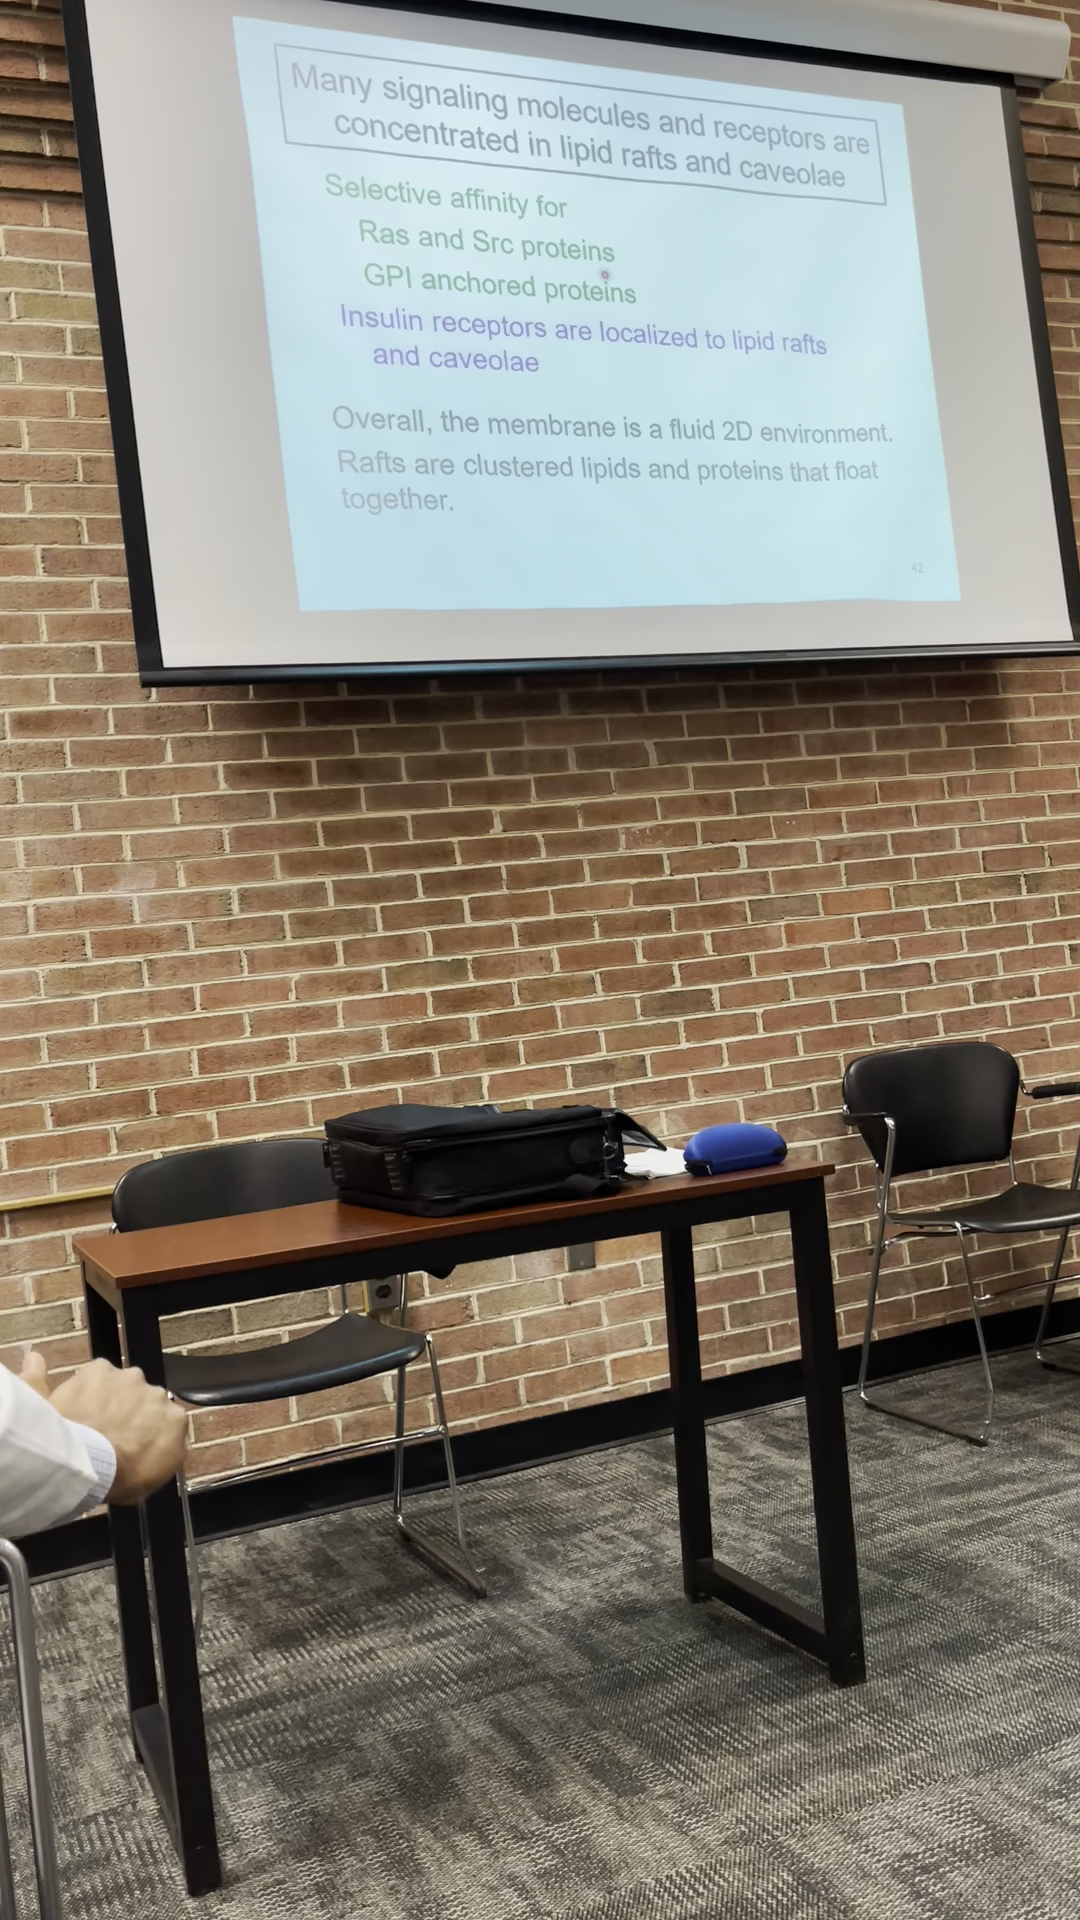 Many signaling molecules and receptors are
concentrated in lipid rafts and caveolae
Selective affinity for
Ras and Src proteins
GPI anchored proteins
Insulin receptors are localized to lipid rafts
and caveolae
Overall, the membrane is a fluid 2D environment.
Rafts are clustered lipids and proteins that float
together.
42